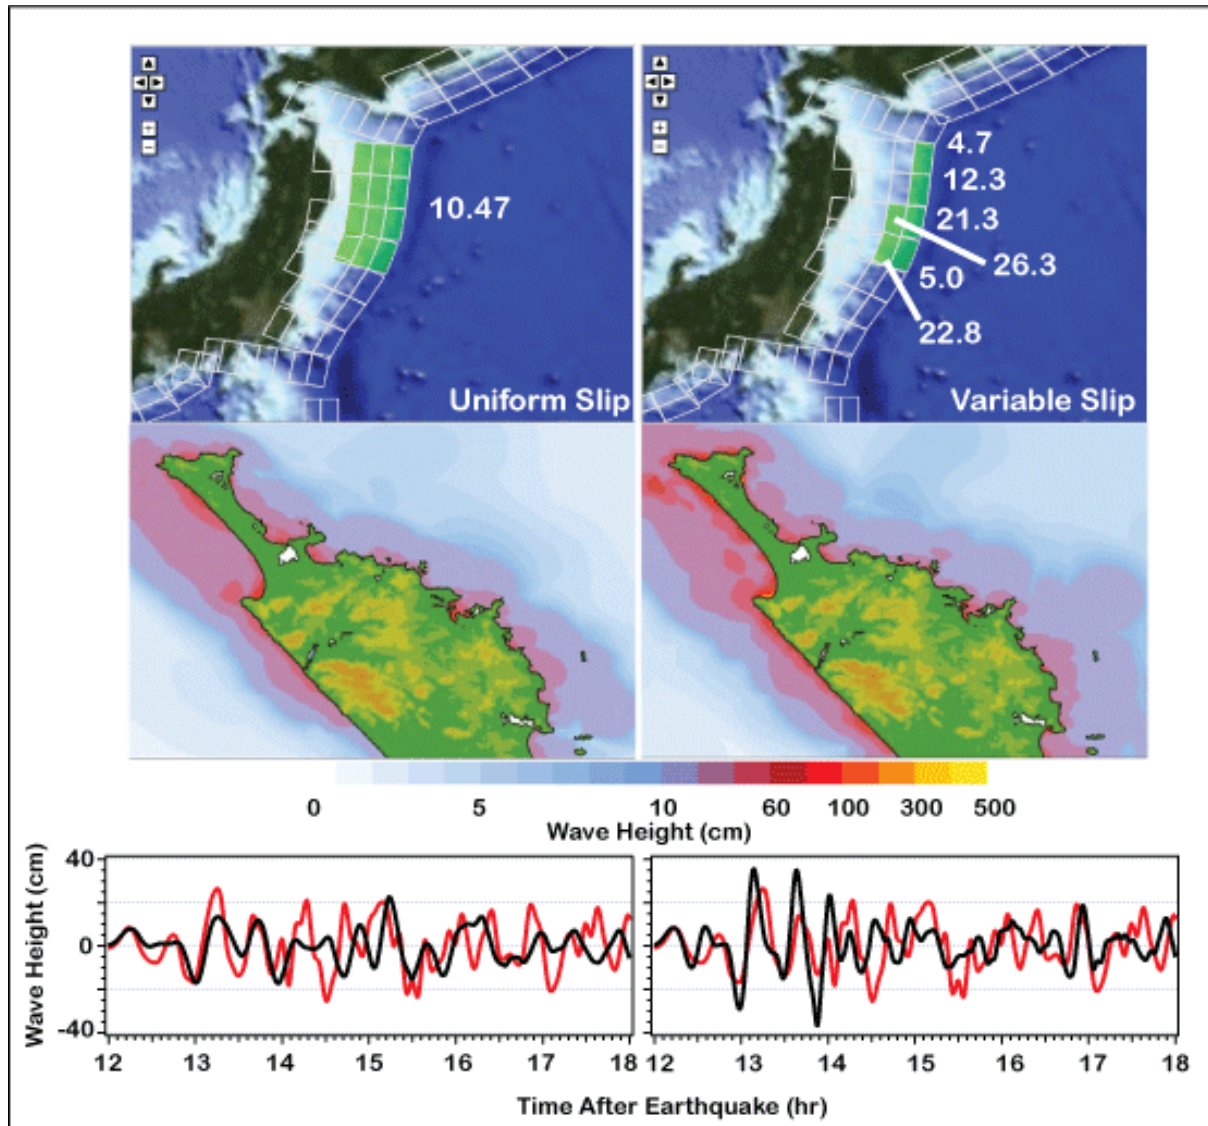 4.7
12.3
10.47
21.3
26.3
5.0
22.8
Uniform Slip
Variable Slip
0 5 10 60 100 300 500
Wave Height (cm)
Wave Height (cm)
40
0
-40
12 13 14 15 16 17 18
12 13 14 15 16 17 18
Time After Earthquake (hr)